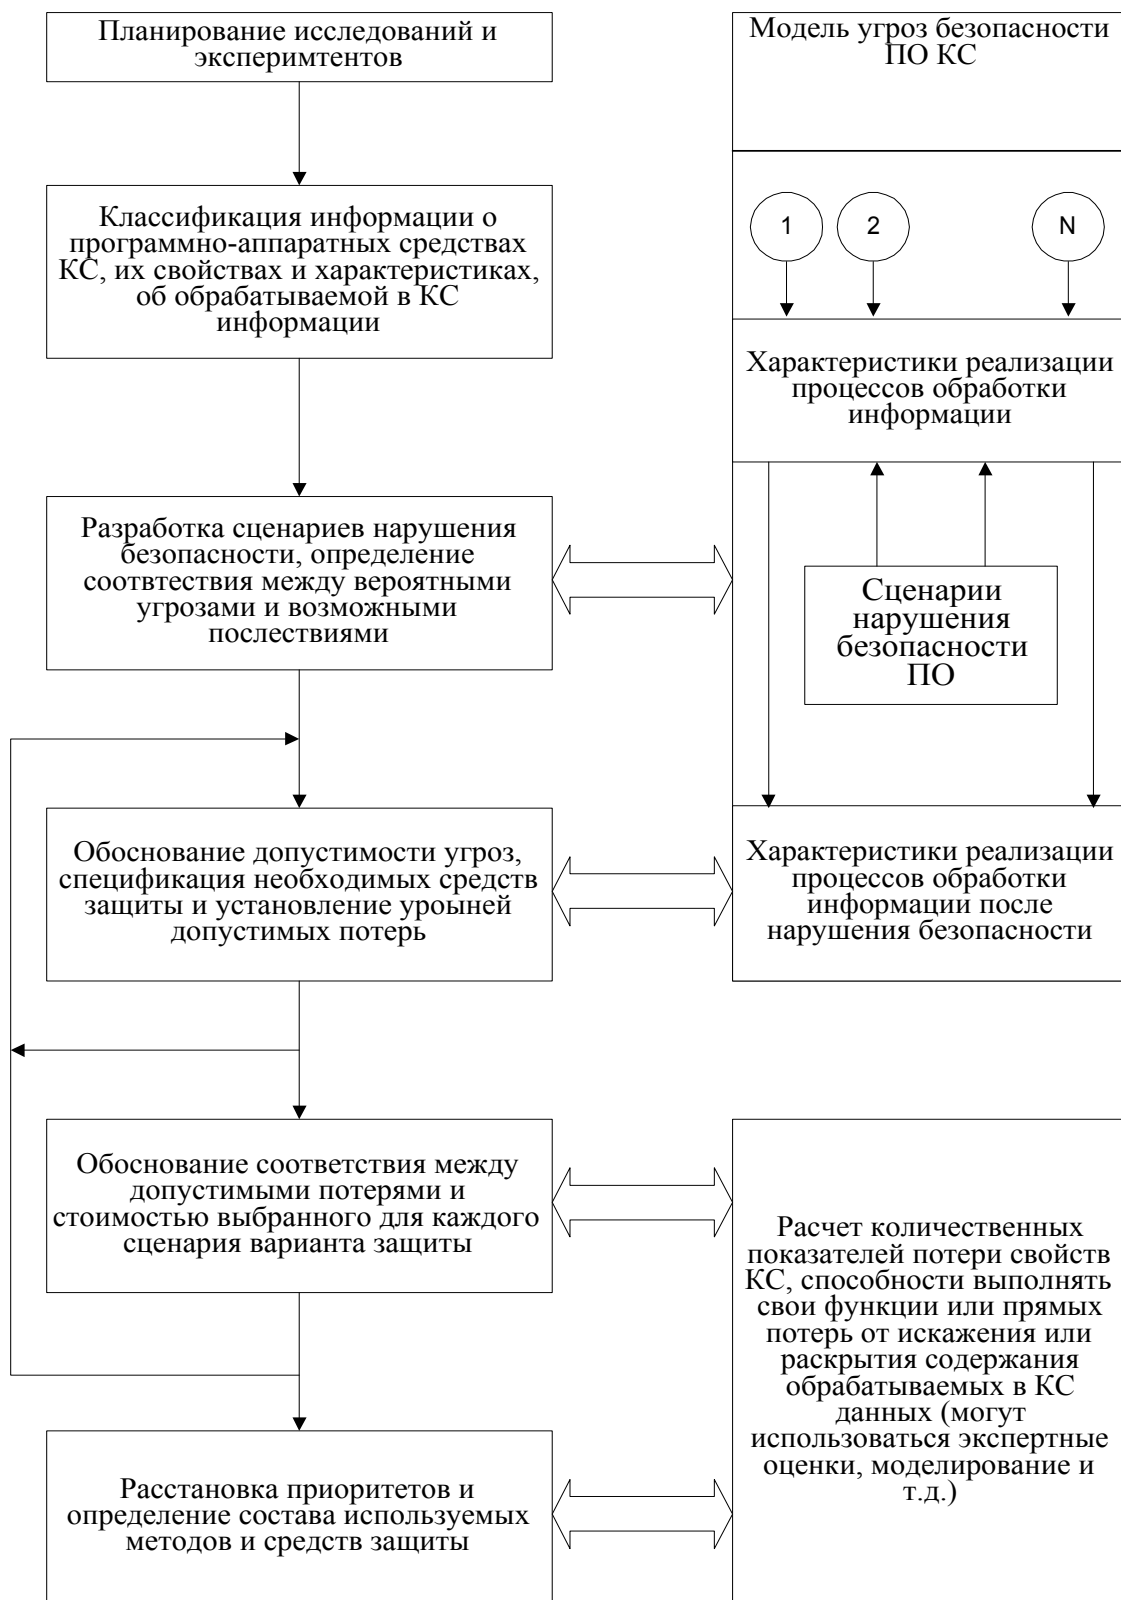 Планирование исследований и
эксперимтентов
Классификация информации о
программно-аппаратных средствах
КС, их свойствах и характеристиках,
об обрабатываемой в КС
информации
Разработка сценариев нарушения
безопасности, определение
соотвтествия между вероятными
угрозами и возможными
послествиями
Обоснование допустимости угроз,
спецификация необходимых средств
защиты и установление уроыней
допустимых потерь
Обоснование соответствия между
допустимыми потерями и
стоимостью выбранного для каждого
сценария варианта защиты
Расстановка приоритетов и
определение состава используемых
методов и средств защиты
Модель угроз безопасности
ПО КС
1
2
N
Характеристики реализации
процессов обработки
информации
Сценарии
нарушения
безопасности
ПО
Характеристики реализации
процессов обработки
информации после
нарушения безопасности
Расчет количественных
показателей потери свойств
КС, способности выполнять
свои функции или прямых
потерь от искажения или
раскрытия содержания
обрабатываемых в КС
данных (могут
использоваться экспертные
оценки, моделирование и
т.д.)